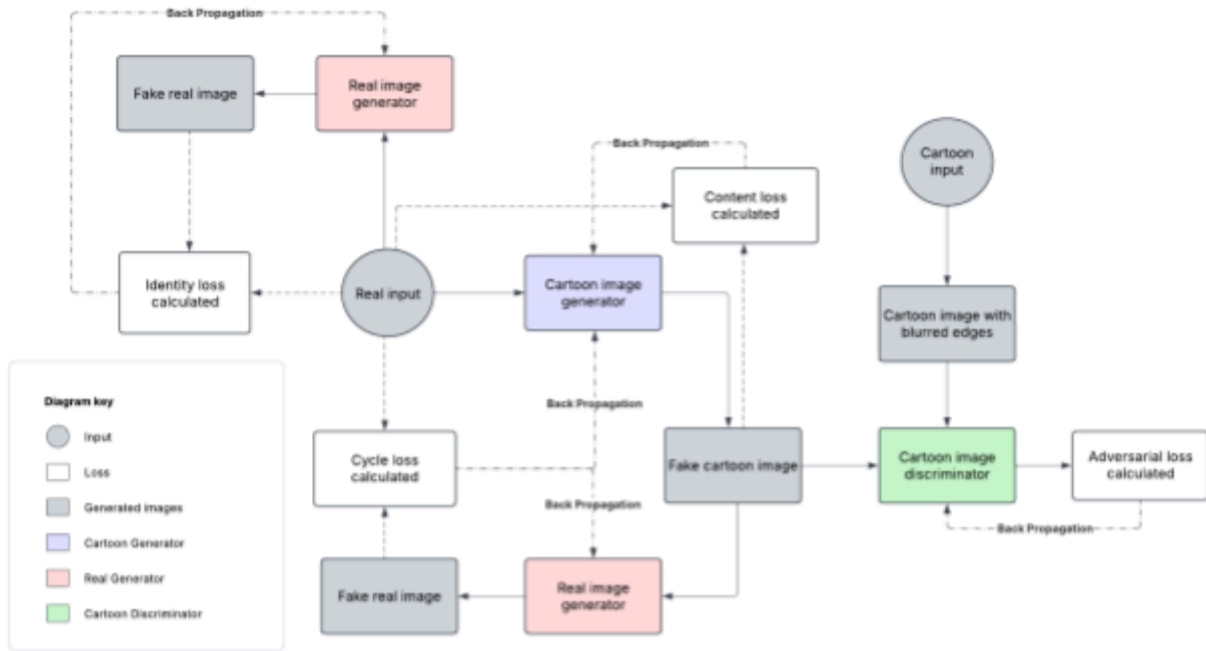 Back Propagation
Fake real image
Real image
generator
Back Propagation
Cartoon
input
Content loss
calculated
Identity loss
calculated
Real input
Cartoon image
generator
Cartoon image with
blurred edges
Diagram key
Input
Loss
Generated images
Cartoon Generator
Real Generator
Cartoon Discriminator
Back Propagation
Cycle loss
calculated
Fake cartoon image
Cartoon image
discriminator
Adversarial loss
calculated
Back Propagation
Back Propagation
Fake real image
Real image
generator